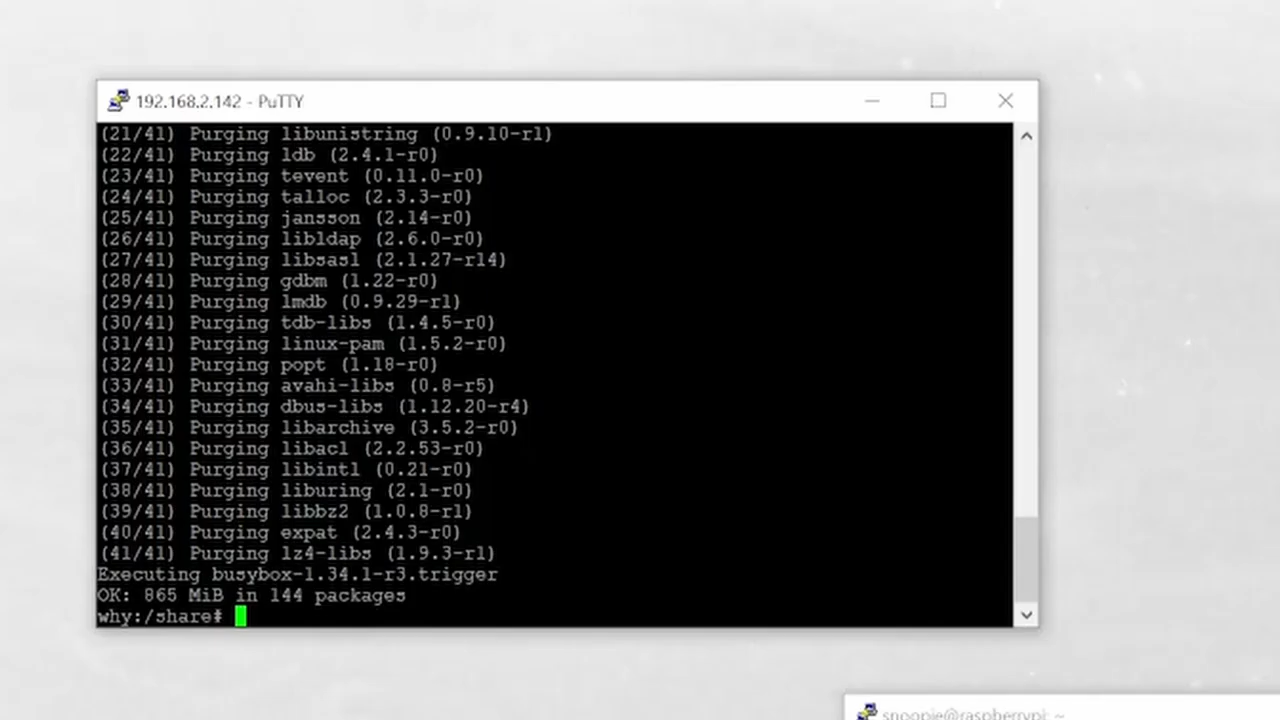 192.168.2.142 - PuTTY
(21/41) Purging libunistring (0.9.10-r1)
(22/41) Purging ldb (2.4.1-r0)
(23/41) Purging tevent (0.11.0-r0)
(24/41) Purging talloc (2.3.3-r0)
(25/41) Purging jansson (2.14-r0)
(26/41) Purging libldap (2.6.0-r0)
(27/41) Purging libsasl (2.1.27-r14)
(28/41) Purging gdbm (1.22-r0)
(29/41) Purging lmdb (0.9.29-r1)
(30/41) Purging tdb-libs (1.4.5-r0)
(31/41) Purging linux-pam (1.5.2-r0)
(32/41) Purging popt (1.18-r0)
(33/41) Purging avahi-libs (0.8-r5)
(34/41) Purging dbus-libs (1.12.20-r4)
(35/41) Purging libarchive (3.5.2-r0)
(36/41) Purging libacl (2.2.53-r0)
(37/41) Purging libintl (0.21-r0)
(38/41) Purging liburing (2.1-r0)
(39/41) Purging libbz2 (1.0.8-r1)
(40/41) Purging expat (2.4.3-r0)
(41/41) Purging lz4-libs (1.9.3-r1)
Executing busybox-1.34.1-r3.trigger
OK: 865 MiB in 144 packages
why:/share#
snoopie@raspberrypi: ~